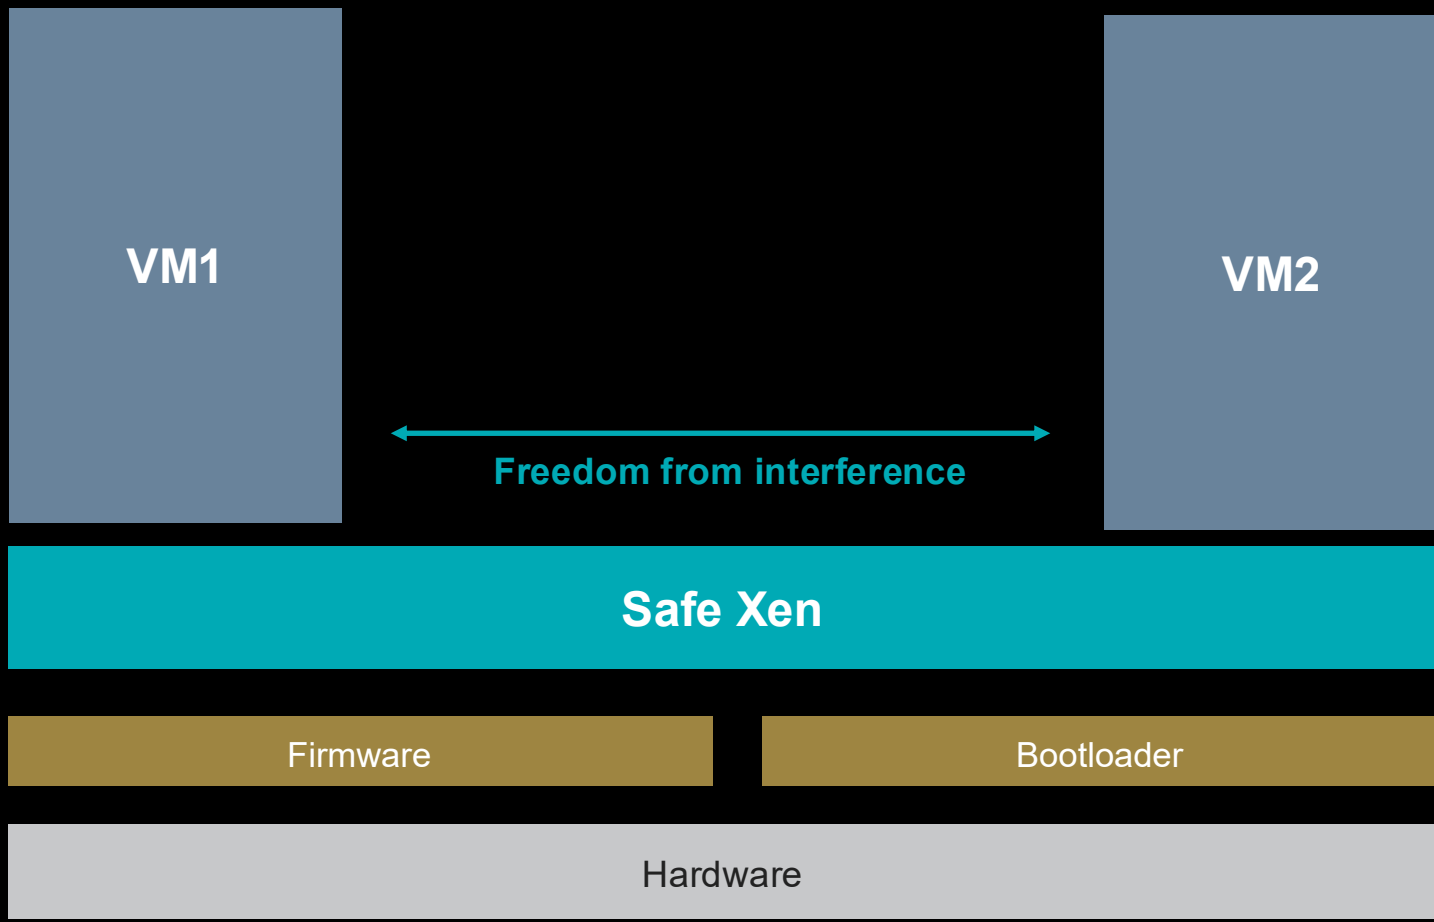 VM1
VM2
Freedom from interference
Safe Xen
Firmware
Bootloader
Hardware